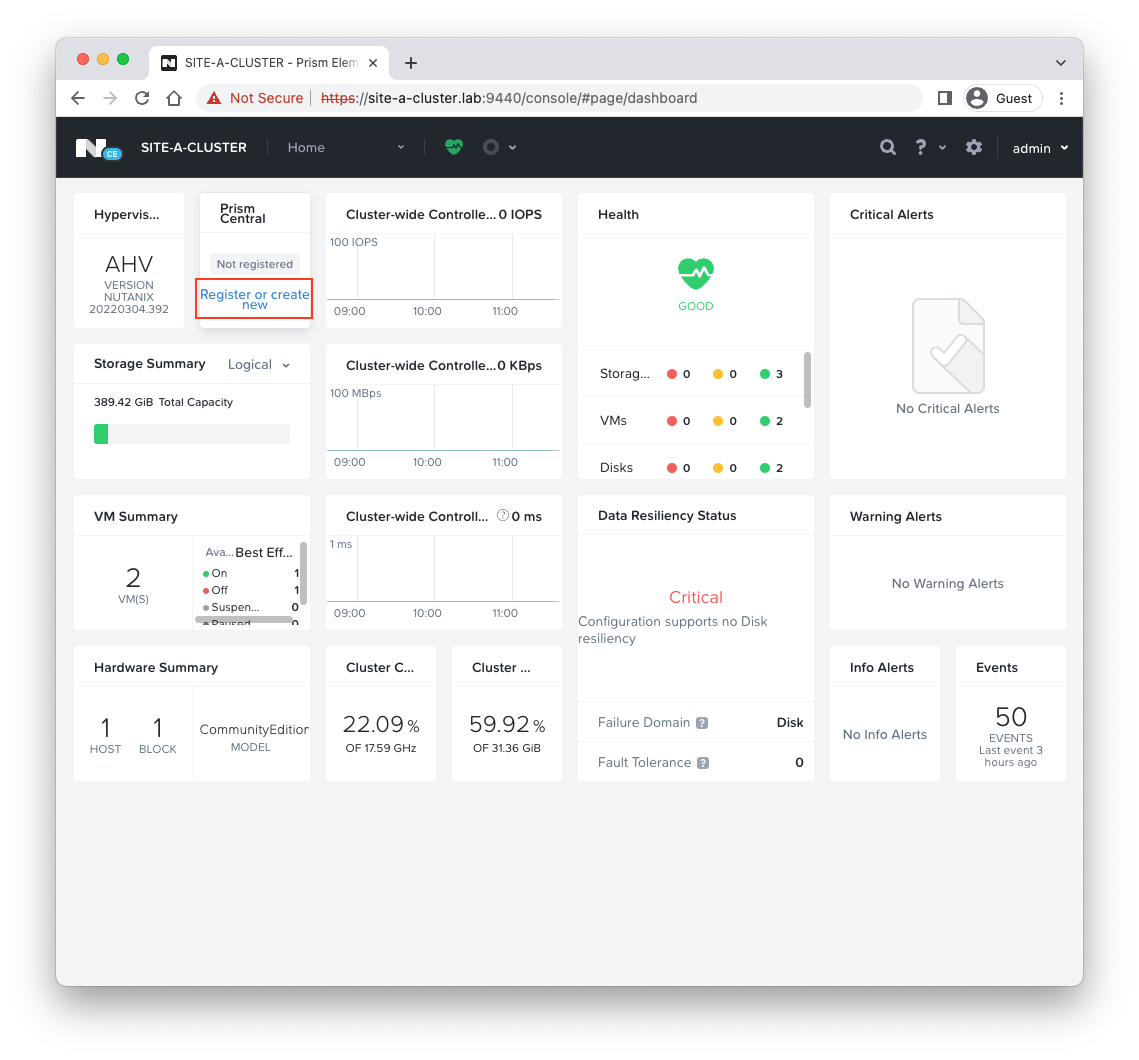 SITE-A-CLUSTER - Prism Elem
Not Secure
https://site-a-cluster.lab:9440/console/#page/dashboard
Guest
N
CE
SITE-A-CLUSTER
Home
?
admin
Hypervis...
AHV
VERSION
NUTANIX
20220304.392
Prism
Central
Not registered
Register or create
new
Cluster-wide Controlle... 0 IOPS
100 IOPS
09:00 10:00 11:00
Health
GOOD
Storag... 0 0 3
VMs 0 0 2
Disks 0 0 2
Critical Alerts
No Critical Alerts
Storage Summary Logical
389.42 GiB Total Capacity
Cluster-wide Controlle... 0 KBps
100 MBps
09:00 10:00 11:00
VM Summary
2
VM(S)
Ava... Best Eff...
On 1
Off 1
Suspen... 0
Paused 0
Cluster-wide Controll... ? 0 ms
1 ms
09:00 10:00 11:00
Data Resiliency Status
Critical
Configuration supports no Disk
resiliency
Failure Domain ? Disk
Fault Tolerance ? 0
Warning Alerts
No Warning Alerts
Hardware Summary
1
HOST
1
BLOCK
CommunityEdition
MODEL
Cluster C...
22.09 %
OF 17.59 GHz
Cluster ...
59.92 %
OF 31.36 GiB
Info Alerts
No Info Alerts
Events
50
EVENTS
Last event 3
hours ago